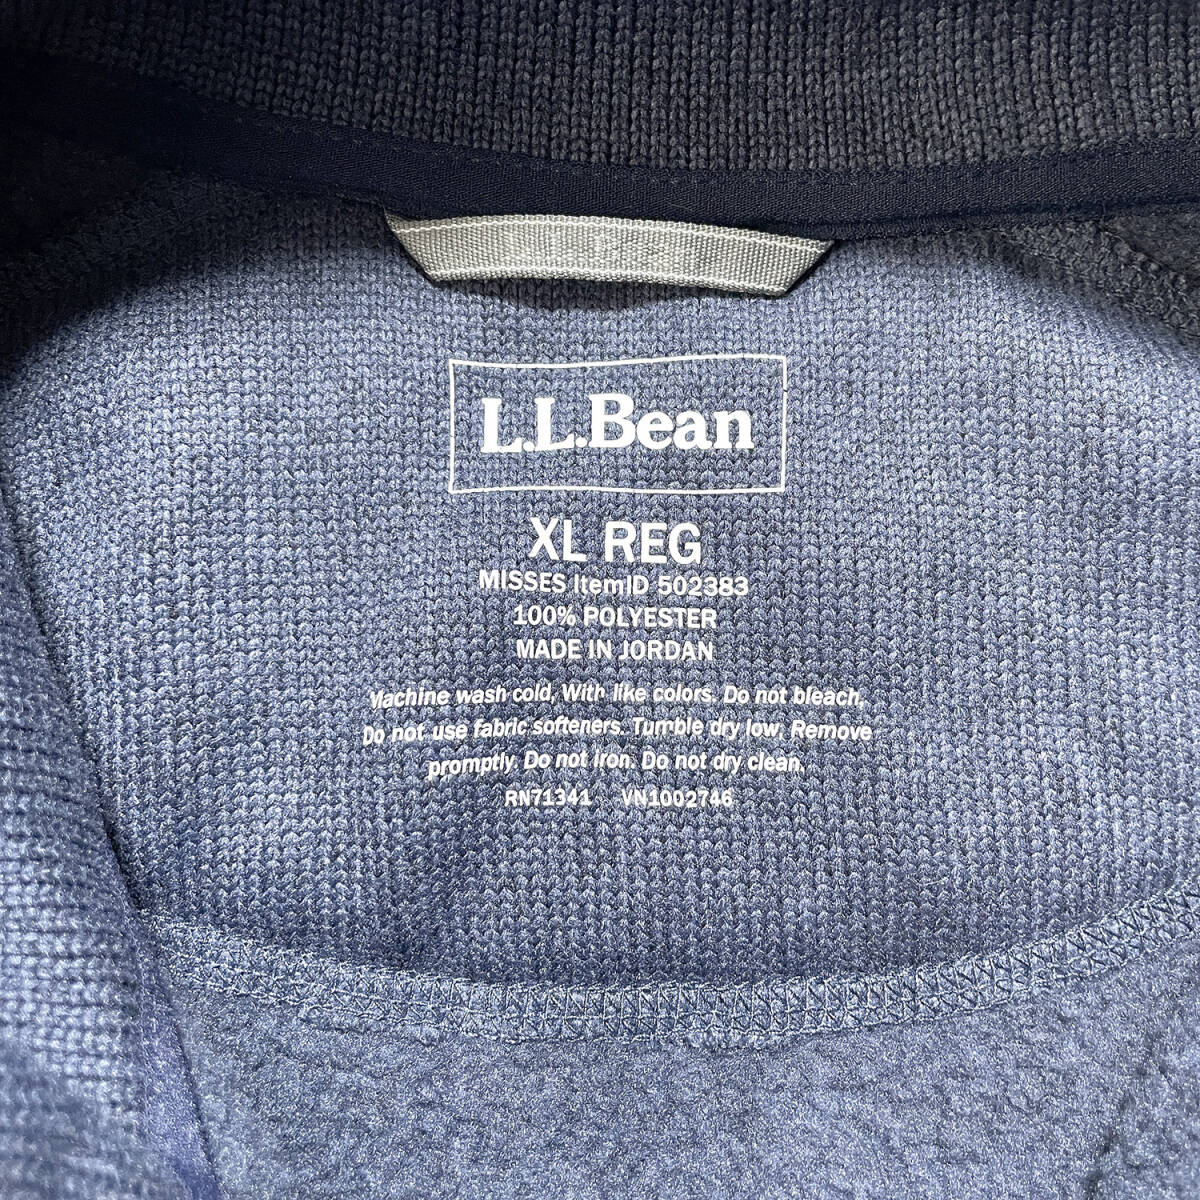 L.L.Bean
XL REG
MISSES ItemID 502383
100% POLYESTER
MADE IN JORDAN
Machine wash cold, With like colors. Do not bleach.
Do not use fabric softeners. Tumble dry low, Remove
promptly. Do not iron. Do not dry clean.
RN71341 VN1002746